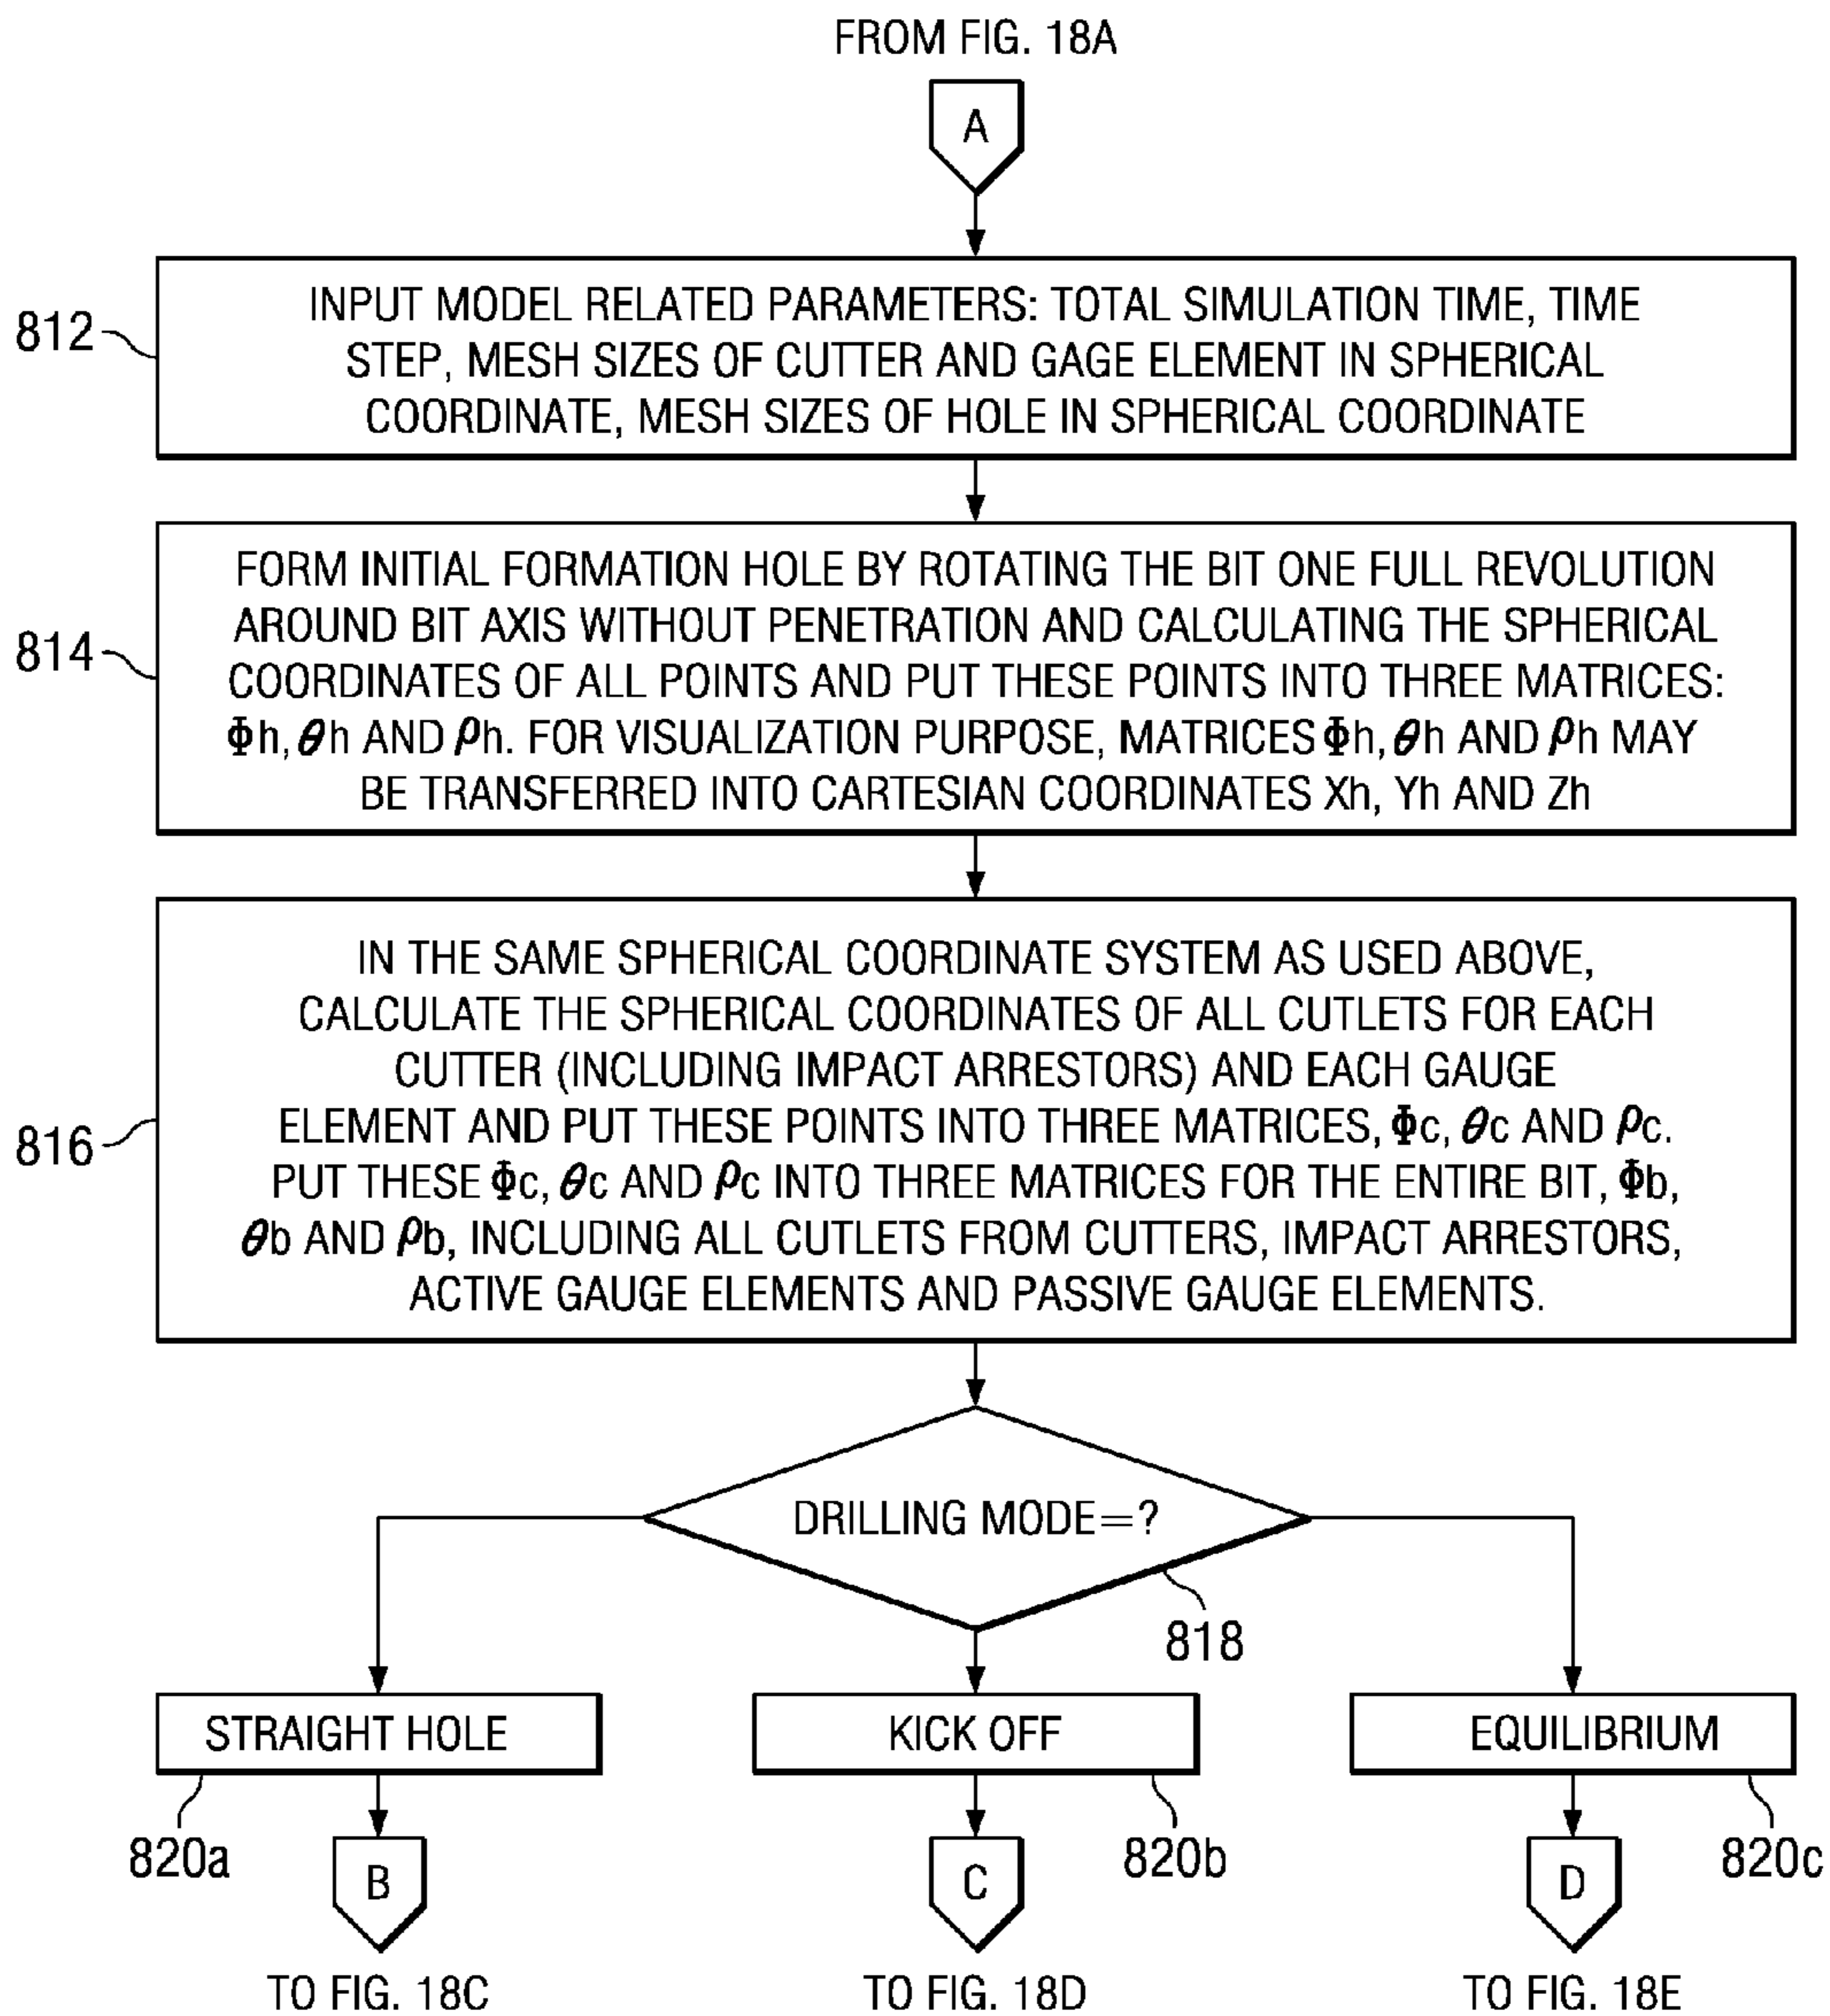 FROM FIG. 18A
A
812
INPUT MODEL RELATED PARAMETERS: TOTAL SIMULATION TIME, TIME
STEP, MESH SIZES OF CUTTER AND GAGE ELEMENT IN SPHERICAL
COORDINATE, MESH SIZES OF HOLE IN SPHERICAL COORDINATE
814
FORM INITIAL FORMATION HOLE BY ROTATING THE BIT ONE FULL REVOLUTION
AROUND BIT AXIS WITHOUT PENETRATION AND CALCULATING THE SPHERICAL
COORDINATES OF ALL POINTS AND PUT THESE POINTS INTO THREE MATRICES:
Φh, θh AND ρh. FOR VISUALIZATION PURPOSE, MATRICES Φh, θh AND ρh MAY
BE TRANSFERRED INTO CARTESIAN COORDINATES Xh, Yh AND Zh
816
IN THE SAME SPHERICAL COORDINATE SYSTEM AS USED ABOVE,
CALCULATE THE SPHERICAL COORDINATES OF ALL CUTLETS FOR EACH
CUTTER (INCLUDING IMPACT ARRESTORS) AND EACH GAUGE
ELEMENT AND PUT THESE POINTS INTO THREE MATRICES, Φc, θc AND ρc.
PUT THESE Φc, θc AND ρc INTO THREE MATRICES FOR THE ENTIRE BIT, Φb,
θb AND ρb, INCLUDING ALL CUTLETS FROM CUTTERS, IMPACT ARRESTORS,
ACTIVE GAUGE ELEMENTS AND PASSIVE GAUGE ELEMENTS.
DRILLING MODE=?
818
STRAIGHT HOLE
KICK OFF
EQUILIBRIUM
820a
820b
820c
B
C
D
TO FIG. 18C
TO FIG. 18D
TO FIG. 18E